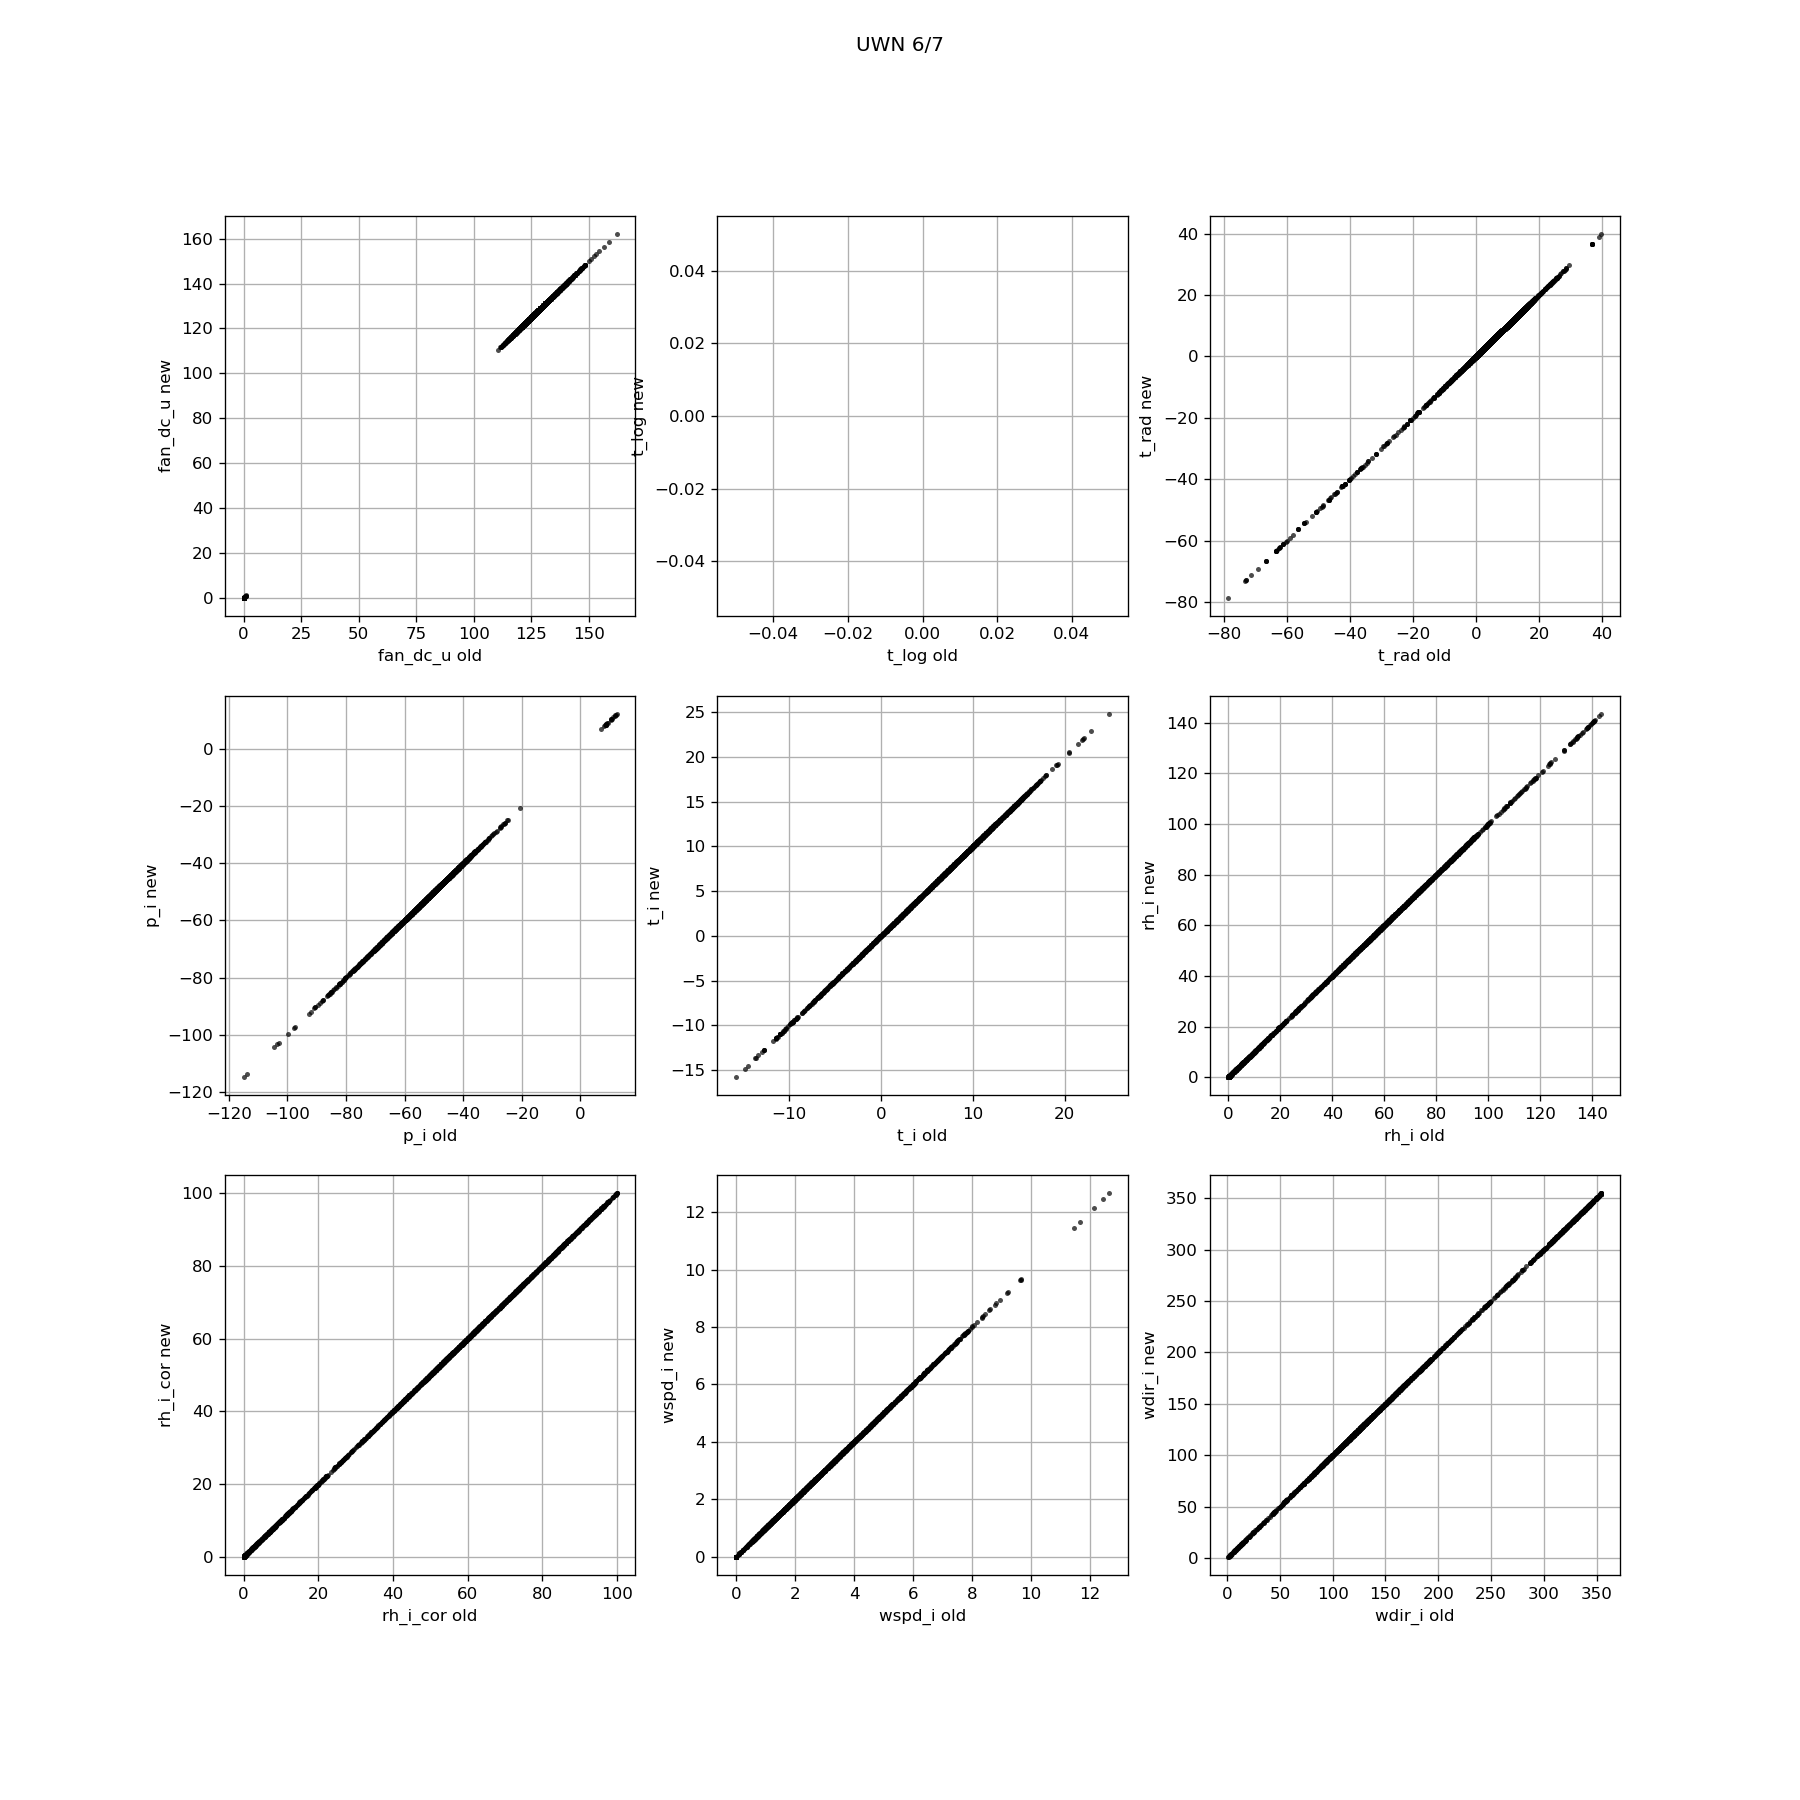 UWN 6/7
160
140
120
100
80
60
40
20
0
fan_dc_u new
0 25 50 75 100 125 150
fan_dc_u old
0.04
0.02
0.00
−0.02
−0.04
t_log new
−0.04 −0.02 0.00 0.02 0.04
t_log old
40
20
0
−20
−40
−60
−80
t_rad new
−80 −60 −40 −20 0 20 40
t_rad old
0
−20
−40
−60
−80
−100
−120
p_i new
−120 −100 −80 −60 −40 −20 0
p_i old
25
20
15
10
5
0
−5
−10
−15
t_i new
−10 0 10 20
t_i old
140
120
100
80
60
40
20
0
rh_i new
0 20 40 60 80 100 120 140
rh_i old
100
80
60
40
20
0
rh_i_cor new
0 20 40 60 80 100
rh_i_cor old
12
10
8
6
4
2
0
wspd_i new
0 2 4 6 8 10 12
wspd_i old
350
300
250
200
150
100
50
0
wdir_i new
0 50 100 150 200 250 300 350
wdir_i old